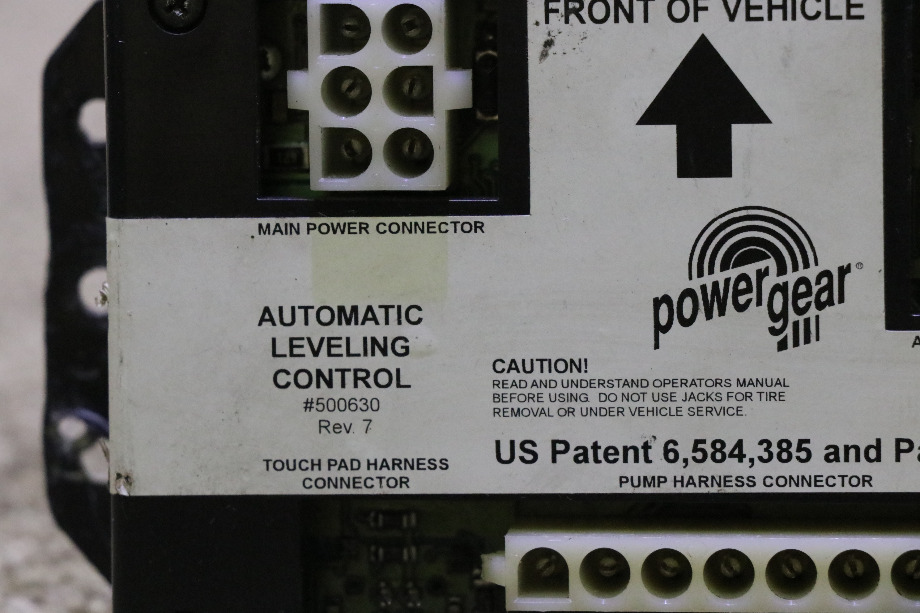 FRONT OF VEHICLE
MAIN POWER CONNECTOR
power gear ®
AUTOMATIC
LEVELING
CONTROL
#500630
Rev. 7
CAUTION!
READ AND UNDERSTAND OPERATORS MANUAL
BEFORE USING. DO NOT USE JACKS FOR TIRE
REMOVAL OR UNDER VEHICLE SERVICE.
US Patent 6,584,385 and
TOUCH PAD HARNESS
CONNECTOR
PUMP HARNESS CONNECTOR